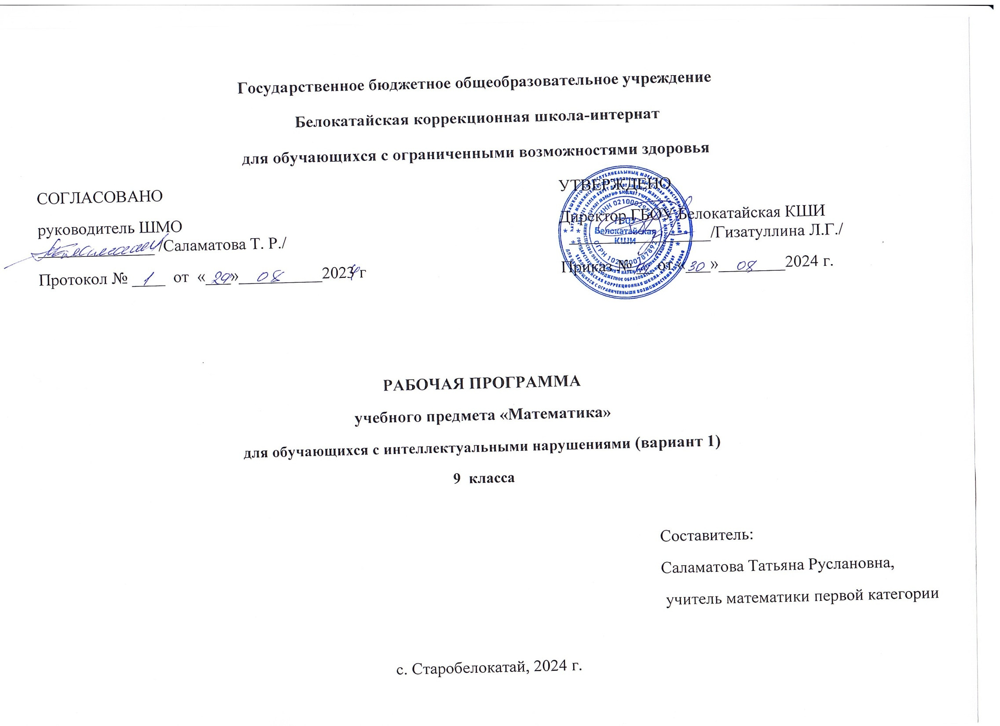 Государственное бюджетное общеобразовательное учреждение
Белокатайская коррекционная школа-интернат
для обучающихся с ограниченными возможностями здоровья
СОГЛАСОВАНО
руководитель ШМО
/Саламатова Т. Р./
Протокол № 1 от «29» 08 2024 г
УТВЕРЖДЕНО
Директор ГБОУ Белокатайская КШИ
/Гизатуллина Л.Г./
Приказ № от «30» 08 2024 г.
ГБОУ
Белокатайская
КШИ
РАБОЧАЯ ПРОГРАММА
учебного предмета «Математика»
для обучающихся с интеллектуальными нарушениями (вариант 1)
9 класса
Составитель:
Саламатова Татьяна Руслановна,
учитель математики первой категории
с. Старобелокатай, 2024 г.